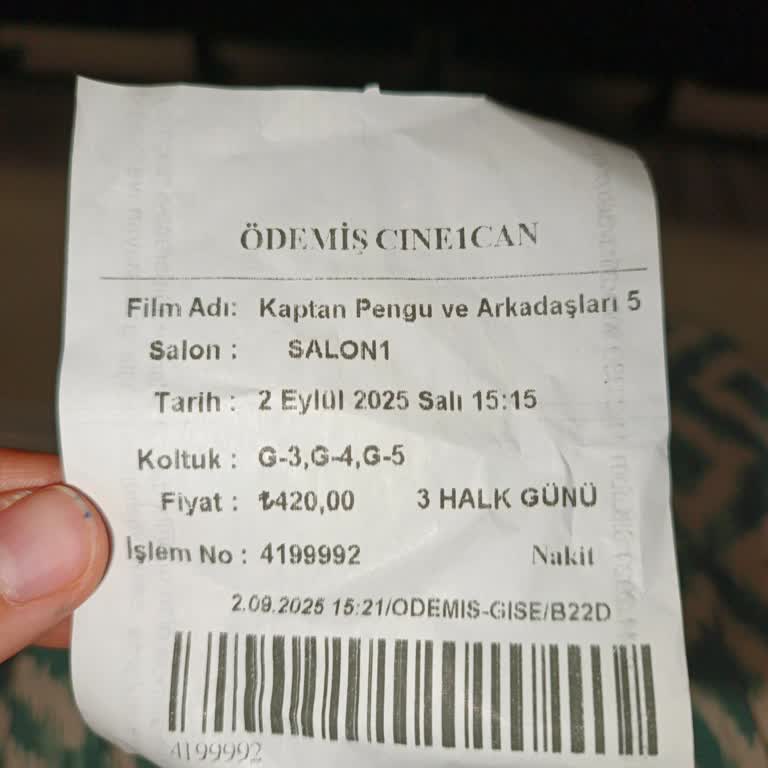 ÖDEMİŞ CINE1CAN
Film Adı: Kaptan Pengu ve Arkadaşları 5
Salon : SALON1
Tarih : 2 Eylül 2025 Salı 15:15
Koltuk : G-3,G-4,G-5
Fiyat : ₺420,00 3 HALK GÜNÜ
İşlem No : 4199992 Nakit
2.09.2025 15:21/ODEMIS-GISE/B22D
4199992